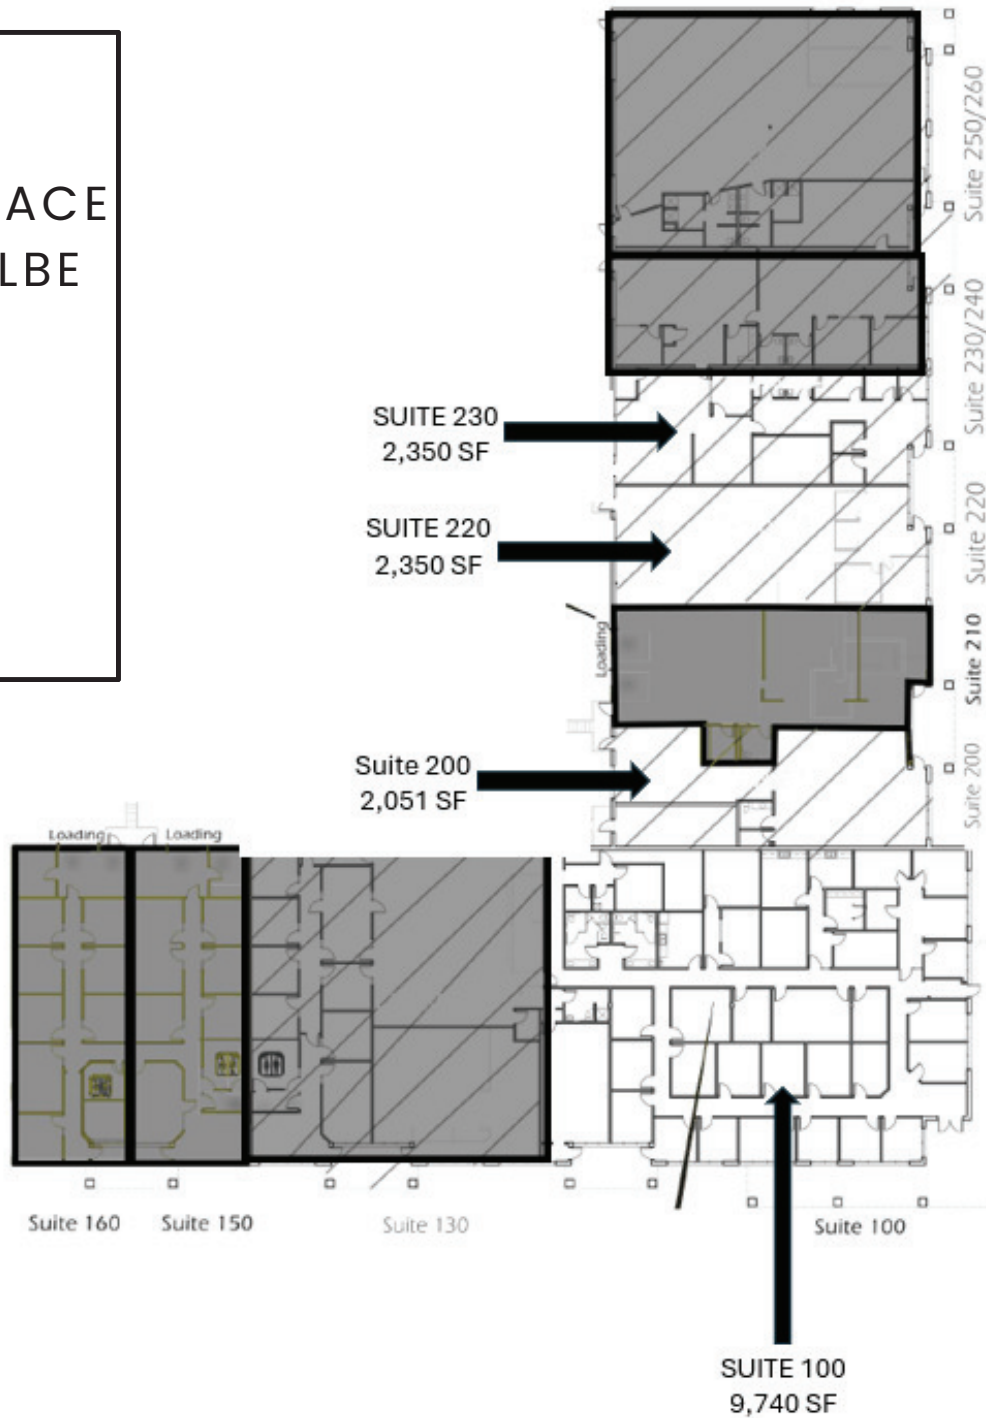 ACE
LBE
Suite 250/260
Suite 230/240
SUITE 230
2,350 SF
SUITE 220
2,350 SF
Suite 220
Loading
Suite 210
Suite 200
2,051 SF
Suite 200
Loading
Loading
Suite 160
Suite 150
Suite 130
Suite 100
SUITE 100
9,740 SF